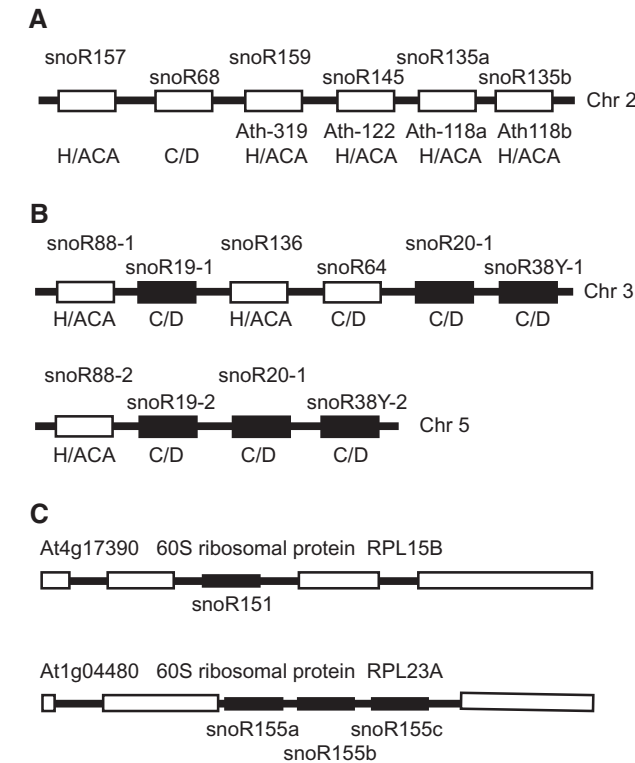 A
snoR157 snoR159 snoR135a
snoR68 snoR145 snoR135b
Chr 2
Ath-319 Ath-122 Ath-118a Ath118b
H/ACA C/D H/ACA H/ACA H/ACA H/ACA
B
snoR88-1 snoR136 snoR20-1
snoR19-1 snoR64 snoR38Y-1
Chr 3
H/ACA C/D H/ACA C/D C/D C/D
snoR88-2 snoR20-1
snoR19-2 snoR38Y-2
Chr 5
H/ACA C/D C/D C/D
C
At4g17390 60S ribosomal protein RPL15B
snoR151
At1g04480 60S ribosomal protein RPL23A
snoR155a snoR155c
snoR155b